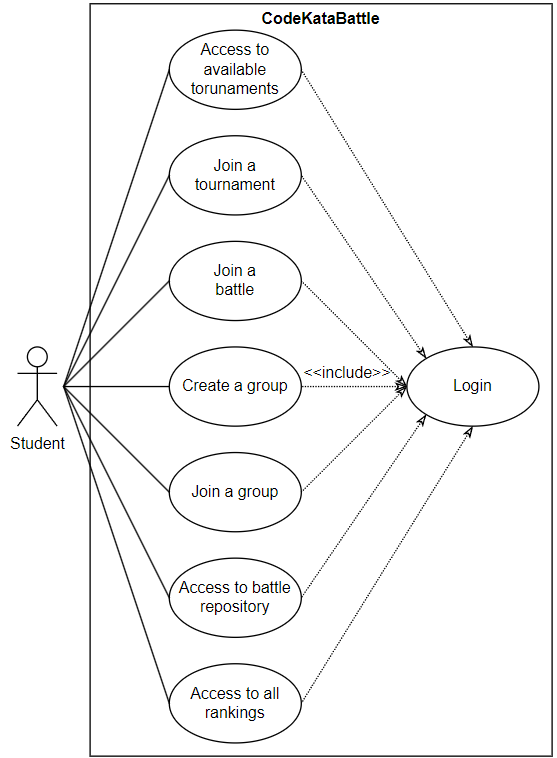 CodeKataBattle
Access to
available
torunaments
Join a
tournament
Join a
battle
Create a group
<<include>>
Login
Student
Join a group
Access to battle
repository
Access to all
rankings